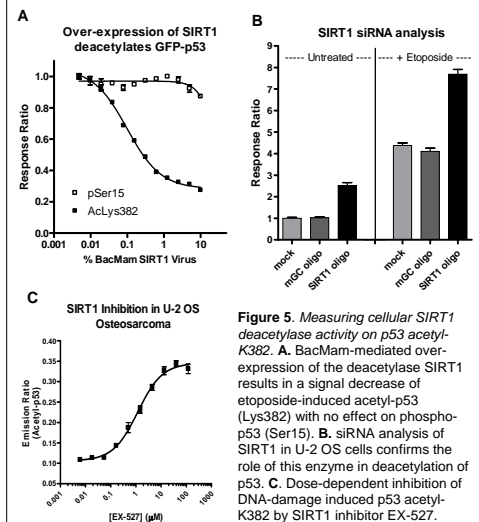 A
Over-expression of SIRT1
deacetylates GFP-p53
Response Ratio
1.0
0.8
0.6
0.4
0.2
0.0
pSer15
AcLys382
0.001
0.01
0.1
1
10
% BacMam SIRT1 Virus
B
SIRT1 siRNA analysis
---- Untreated ---- ---- + Etoposide ----
Response Ratio
9
8
7
6
5
4
3
2
1
0
mock
mGC oligo
SIRT1 oligo
mock
mGC oligo
SIRT1 oligo
C
SIRT1 Inhibition in U-2 OS
Osteosarcoma
Emission Ratio
(Acetyl-p53)
0.40
0.35
0.30
0.25
0.20
0.15
0.10
0.05
0.001
0.01
0.1
1
10
100
1000
[EX-527] (µM)
Figure 5. Measuring cellular SIRT1
deacetylase activity on p53 acetyl-
K382. A. BacMam-mediated over-
expression of the deacetylase SIRT1
results in a signal decrease of
etoposide-induced acetyl-p53
(Lys382) with no effect on phospho-
p53 (Ser15). B. siRNA analysis of
SIRT1 in U-2 OS cells confirms the
role of this enzyme in deacetylation of
p53. C. Dose-dependent inhibition of
DNA-damage induced p53 acetyl-
K382 by SIRT1 inhibitor EX-527.